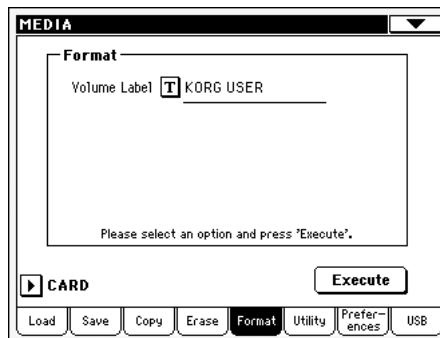 MEDIA
Format
Volume Label T KORG USER
Please select an option and press 'Execute'.
CARD
Execute
Load Save Copy Erase Format Utility Prefer- ences USB